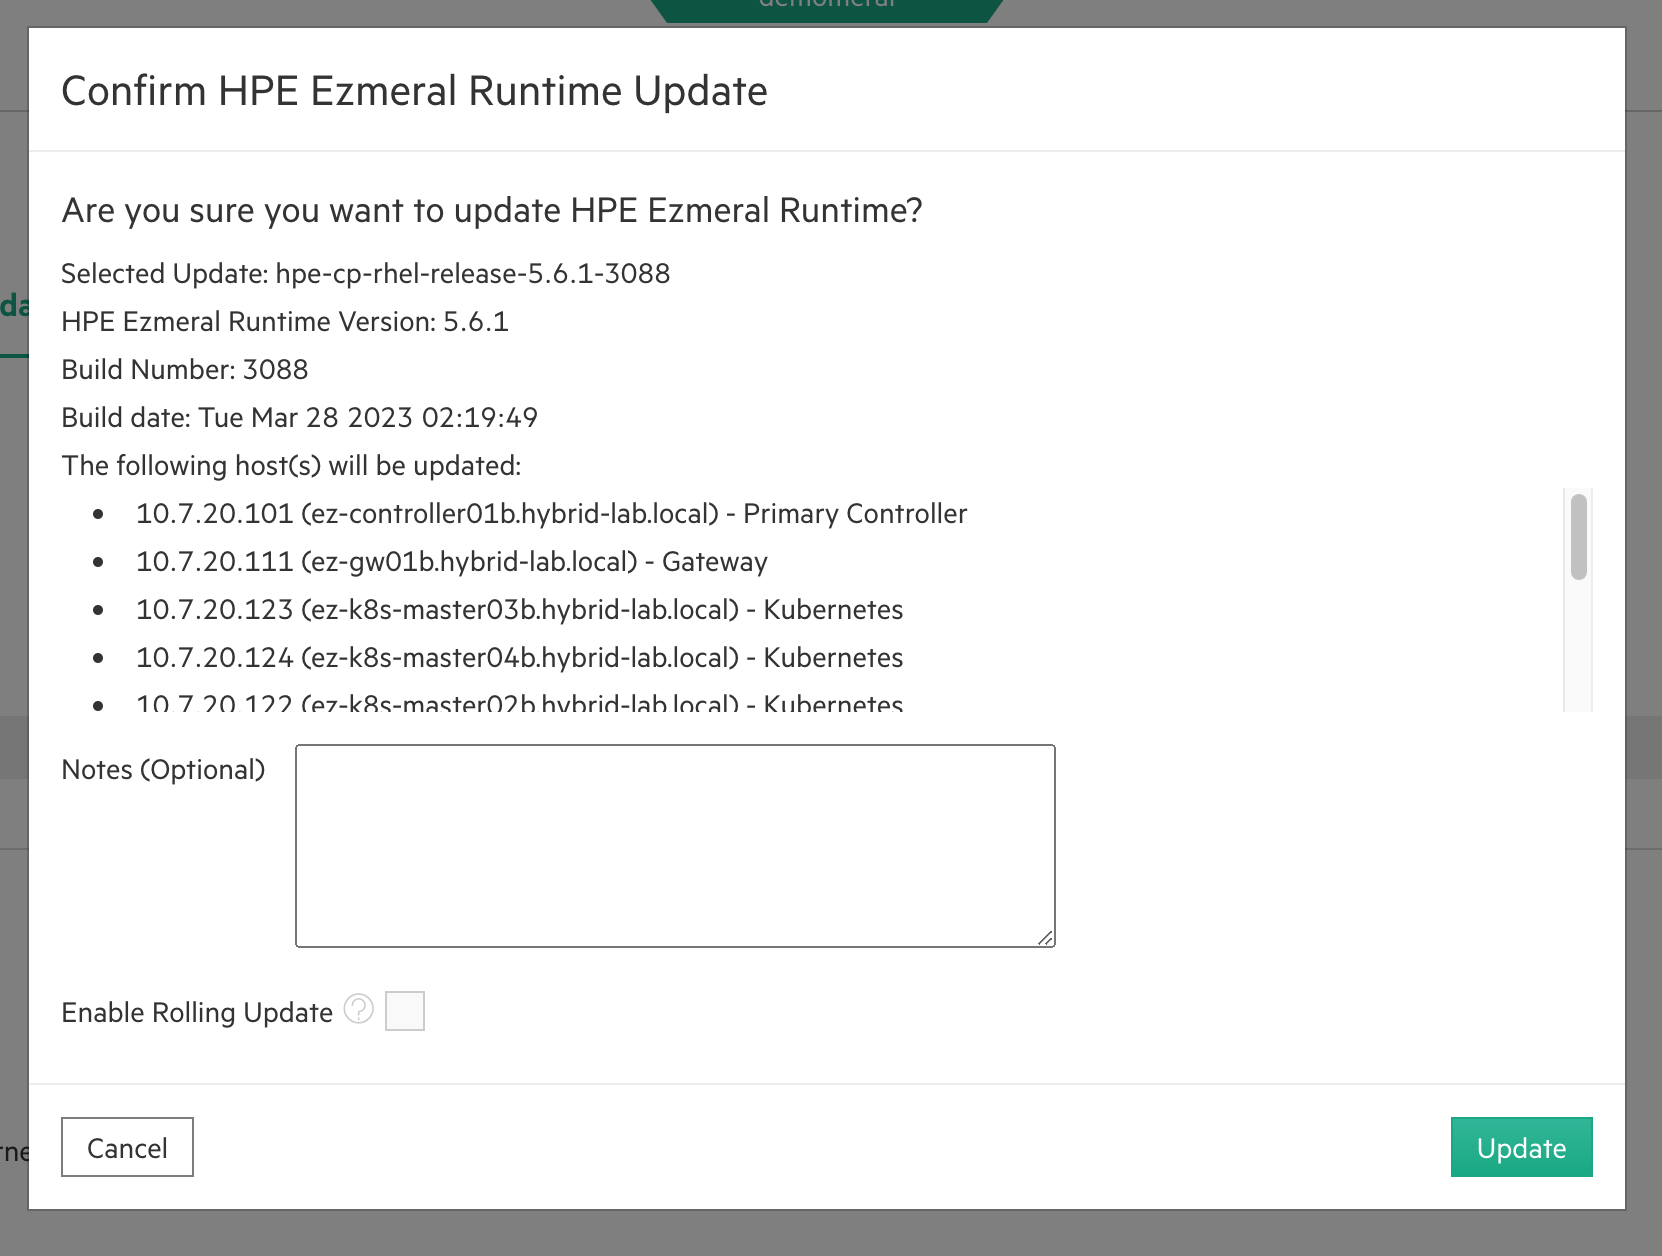 Confirm HPE Ezmeral Runtime Update
Are you sure you want to update HPE Ezmeral Runtime?
Selected Update: hpe-cp-rhel-release-5.6.1-3088
HPE Ezmeral Runtime Version: 5.6.1
Build Number: 3088
Build date: Tue Mar 28 2023 02:19:49
The following host(s) will be updated:
• 10.7.20.101 (ez-controller01b.hybrid-lab.local) - Primary Controller
• 10.7.20.111 (ez-gw01b.hybrid-lab.local) - Gateway
• 10.7.20.123 (ez-k8s-master03b.hybrid-lab.local) - Kubernetes
• 10.7.20.124 (ez-k8s-master04b.hybrid-lab.local) - Kubernetes
• 10.7.20.122 (ez-k8s-master02b.hybrid-lab.local) - Kubernetes
Notes (Optional)
Enable Rolling Update ?
Cancel
Update